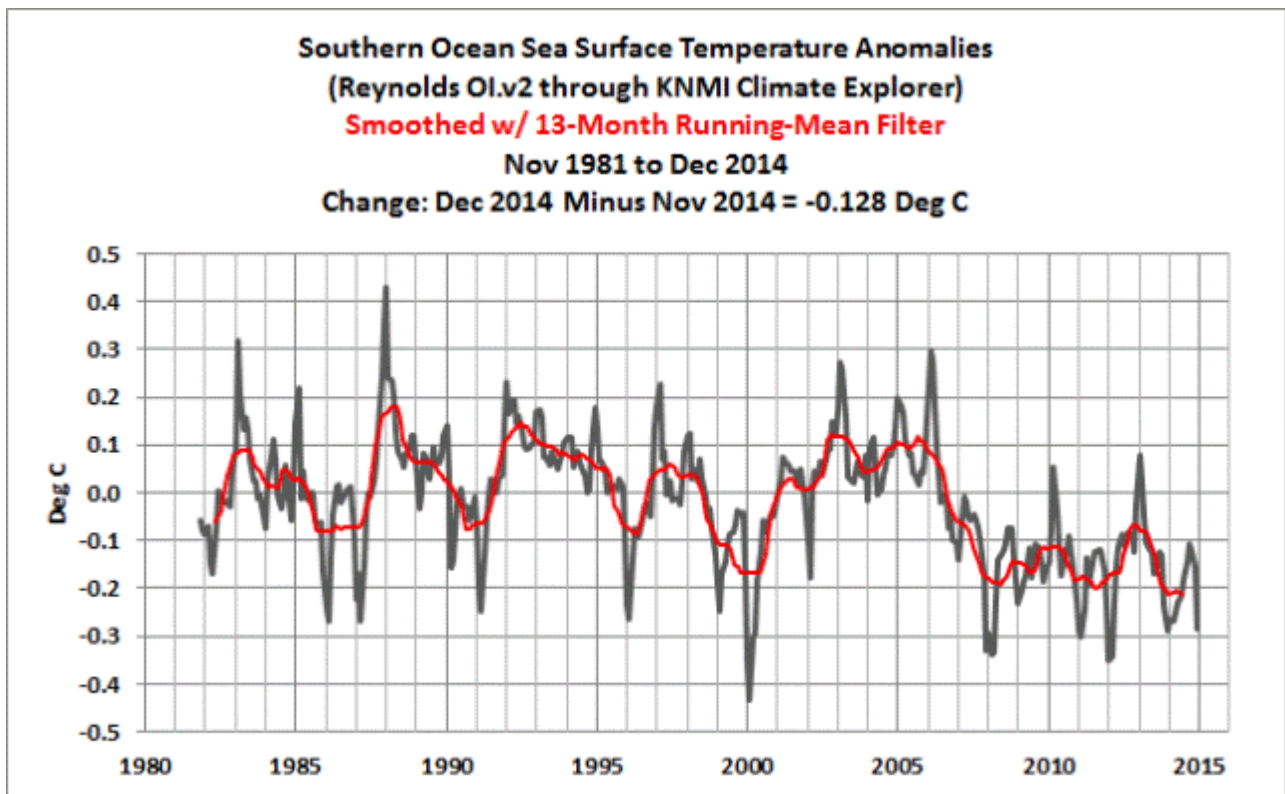 Southern Ocean Sea Surface Temperature Anomalies
(Reynolds OI.v2 through KNMI Climate Explorer)
Smoothed w/ 13-Month Running-Mean Filter
Nov 1981 to Dec 2014
Change: Dec 2014 Minus Nov 2014 = -0.128 Deg C
Deg C
0.5
0.4
0.3
0.2
0.1
0.0
-0.1
-0.2
-0.3
-0.4
-0.5
1980 1985 1990 1995 2000 2005 2010 2015